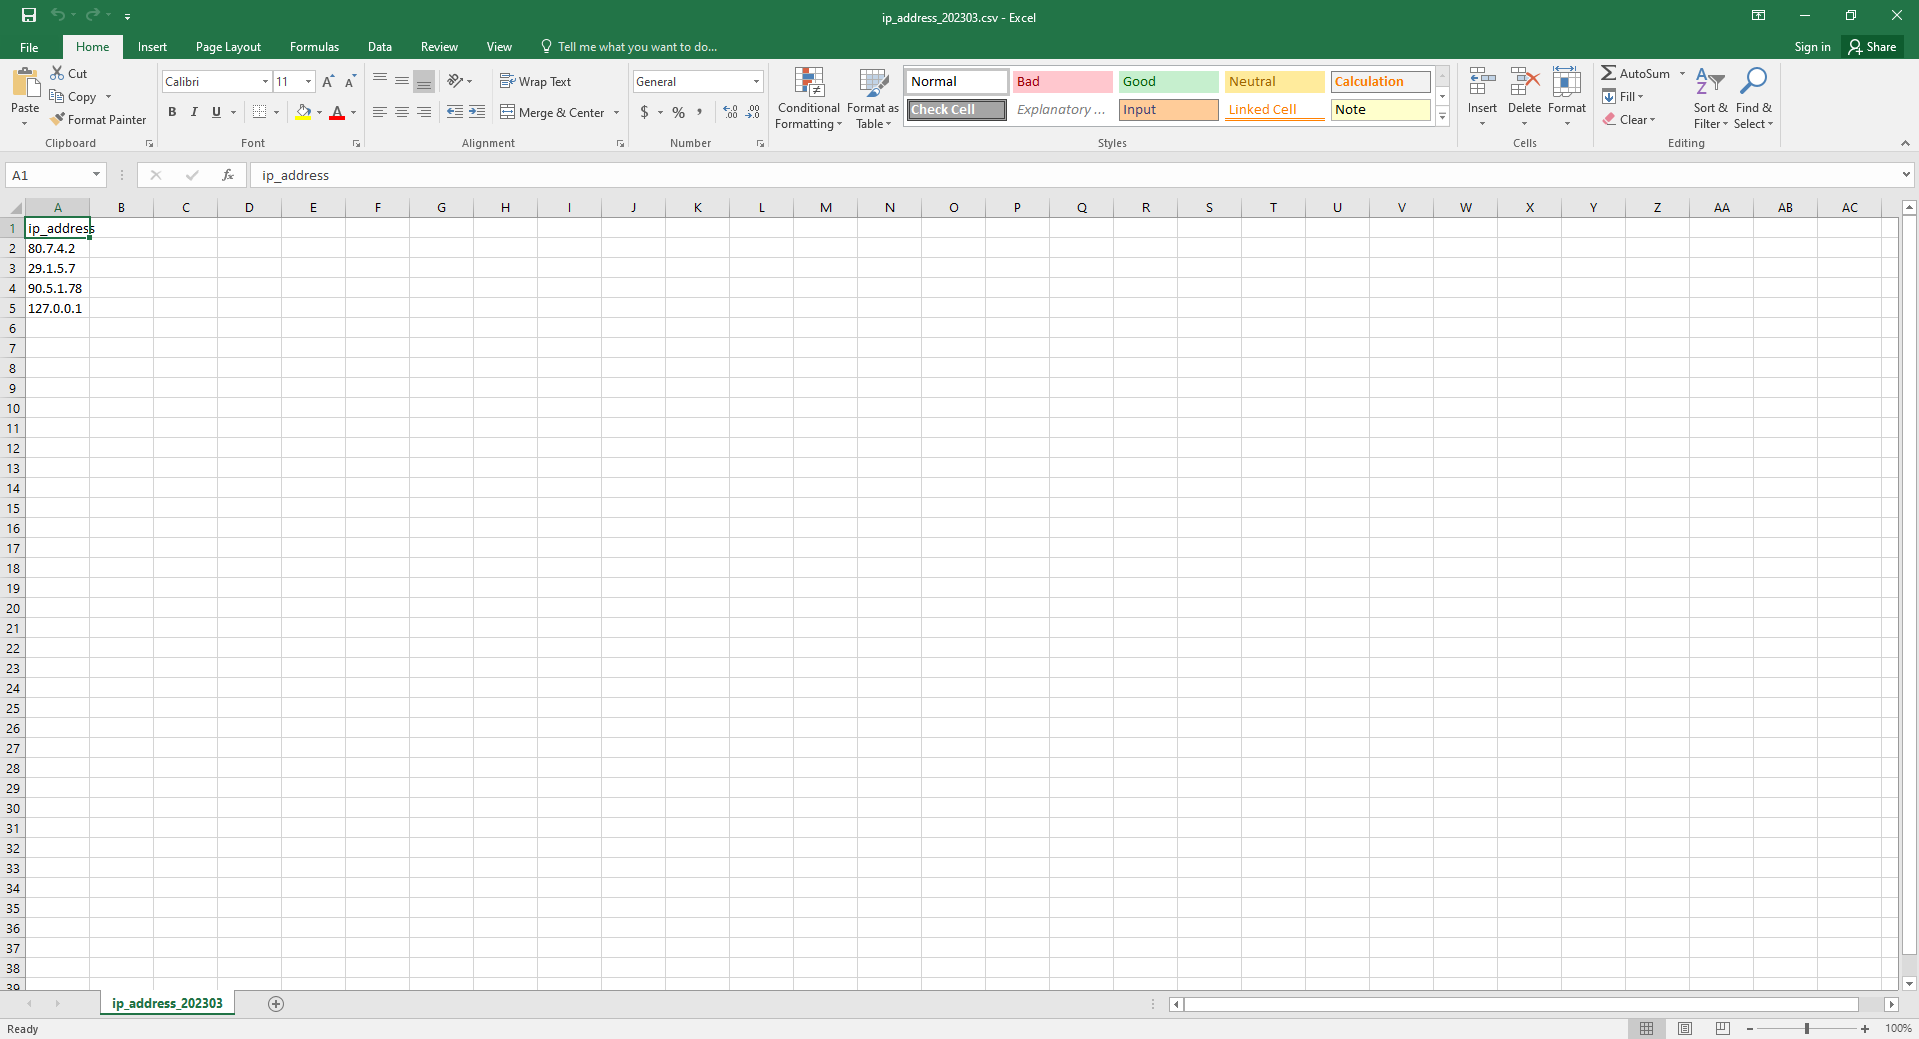 ip_address_202303.csv - Excel
File Home Insert Page Layout Formulas Data Review View Tell me what you want to do... Sign in Share
Paste Cut Copy Format Painter Clipboard
Calibri 11 B I U A Font
Wrap Text Merge & Center Alignment
General $ % , Number
Conditional Formatting Format as Table
Normal Bad Good Neutral Calculation
Check Cell Explanatory ... Input Linked Cell Note
Styles
Insert Delete Format Cells
AutoSum Fill Clear Sort & Filter Find & Select Editing
A1 fx ip_address
A B C D E F G H I J K L M N O P Q R S T U V W X Y Z AA AB AC
1 ip_address
2 80.7.4.2
3 29.1.5.7
4 90.5.1.78
5 127.0.0.1
6
7
8
9
10
11
12
13
14
15
16
17
18
19
20
21
22
23
24
25
26
27
28
29
30
31
32
33
34
35
36
37
38
39
ip_address_202303
Ready 100%